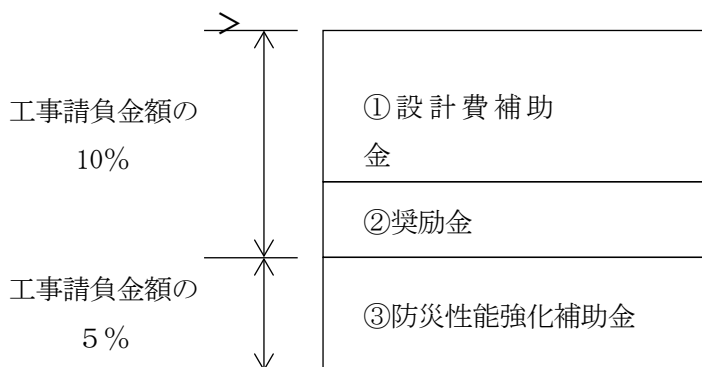 >
工事請負金額の
10%
①設計費補助
金
②奨励金
工事請負金額の
５%
③防災性能強化補助金